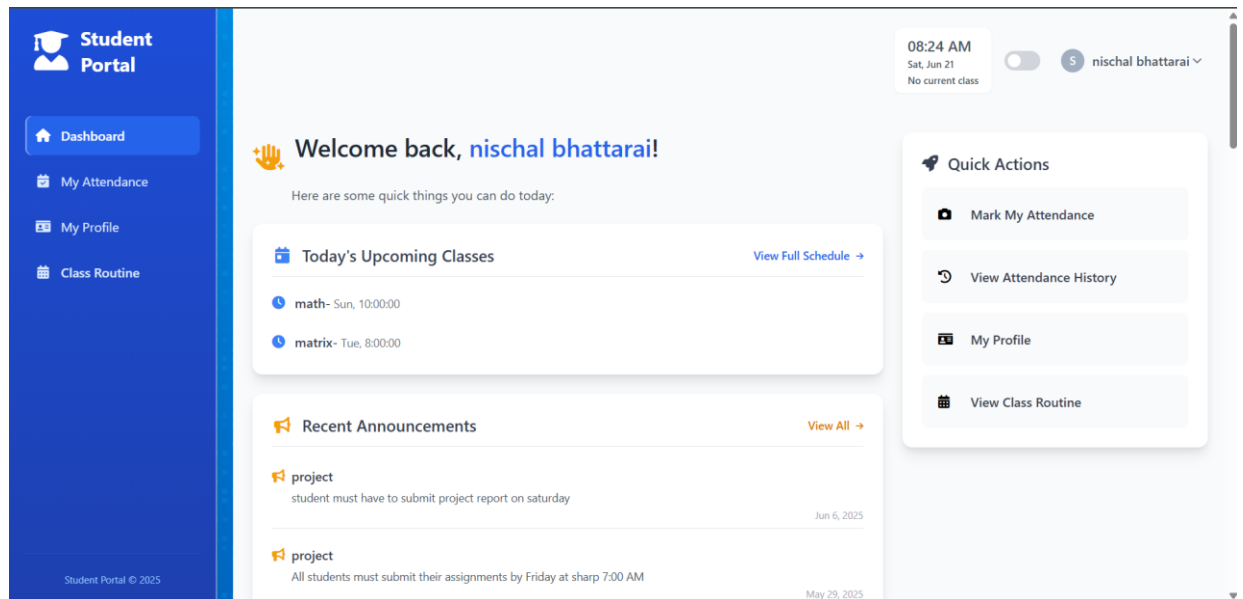 Student
Portal
Dashboard
My Attendance
My Profile
Class Routine
Student Portal © 2025
08:24 AM
Sat, Jun 21
No current class
S
nischal bhattarai
Welcome back, nischal bhattarai!
Here are some quick things you can do today:
Today's Upcoming Classes
View Full Schedule →
math- Sun, 10:00:00
matrix- Tue, 8:00:00
Recent Announcements
View All →
project
student must have to submit project report on saturday
Jun 6, 2025
project
All students must submit their assignments by Friday at sharp 7:00 AM
May 29, 2025
Quick Actions
Mark My Attendance
View Attendance History
My Profile
View Class Routine